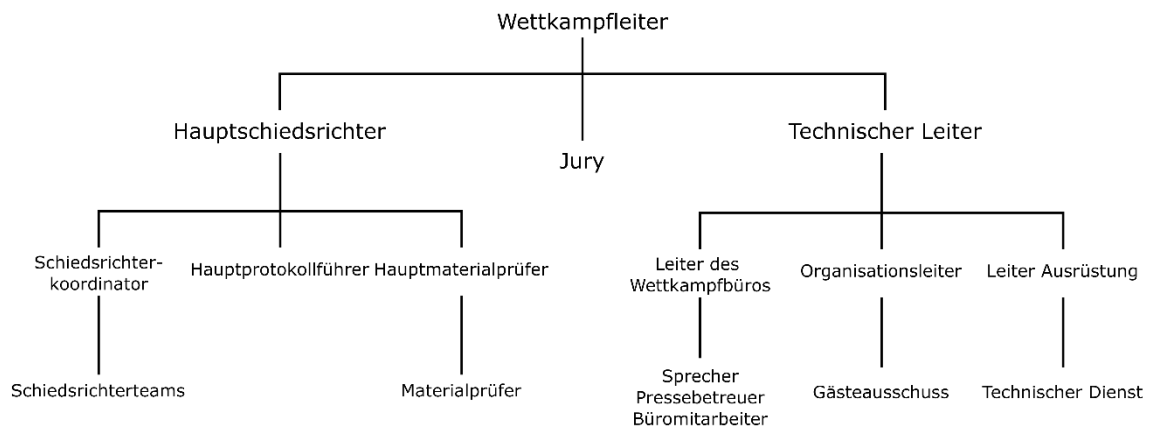 Wettkampfleiter
Hauptschiedsrichter
Jury
Technischer Leiter
Schiedsrichter-
koordinator
Hauptprotokollführer
Hauptmaterialprüfer
Leiter des
Wettkampfbüros
Organisationsleiter
Leiter Ausrüstung
Schiedsrichterteams
Materialprüfer
Sprecher
Pressebetreuer
Büromitarbeiter
Gästeausschuss
Technischer Dienst